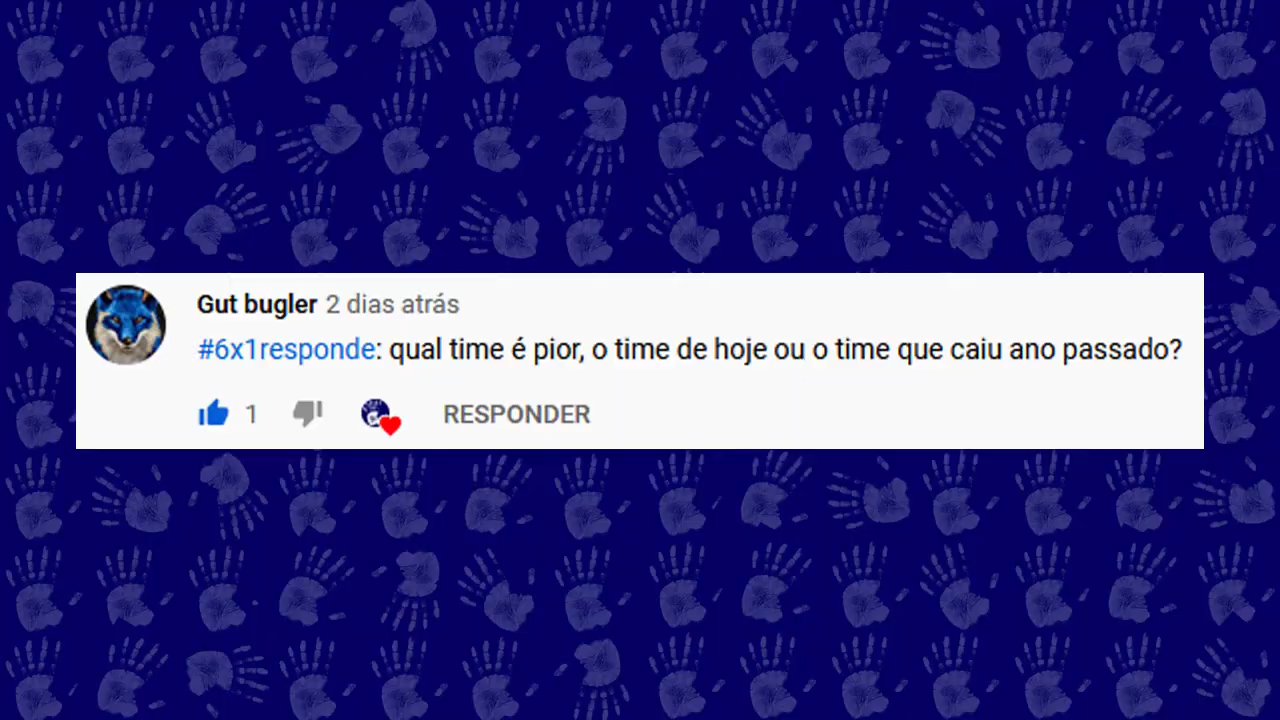 Gut bugler 2 dias atrás
#6x1responde: qual time é pior, o time de hoje ou o time que caiu ano passado?
1 RESPONDER